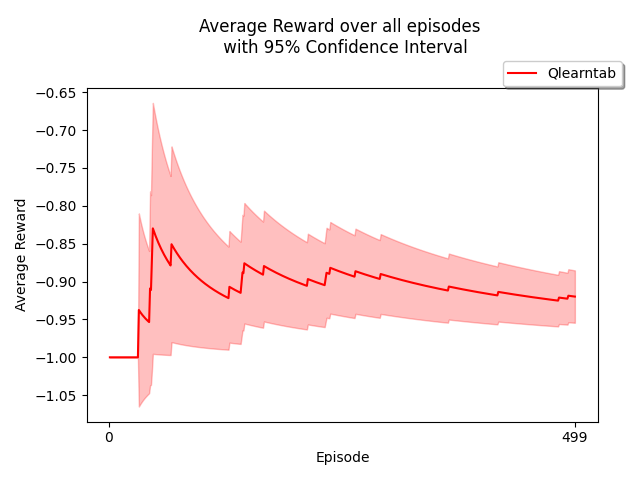 Average Reward over all episodes
with 95% Confidence Interval
Qlearntab
−0.65
−0.70
−0.75
−0.80
−0.85
−0.90
−0.95
−1.00
−1.05
Average Reward
0
499
Episode